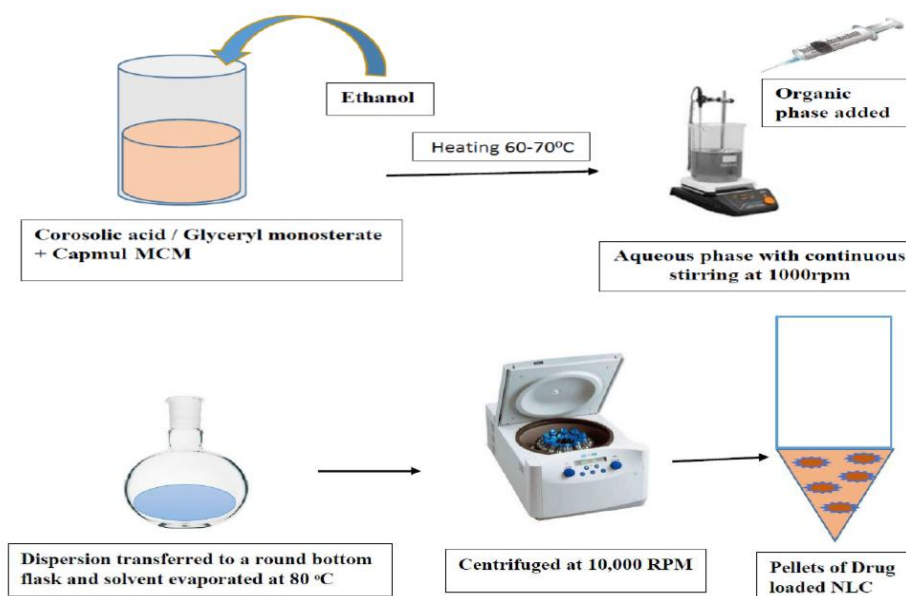 Ethanol
Organic
phase added
Heating 60-70⁰C
Corosolic acid / Glyceryl monosterate
+ Capmul MCM
Aqueous phase with continuous
stirring at 1000rpm
Dispersion transferred to a round bottom
flask and solvent evaporated at 80 ºC
Centrifuged at 10,000 RPM
Pellets of Drug
loaded NLC